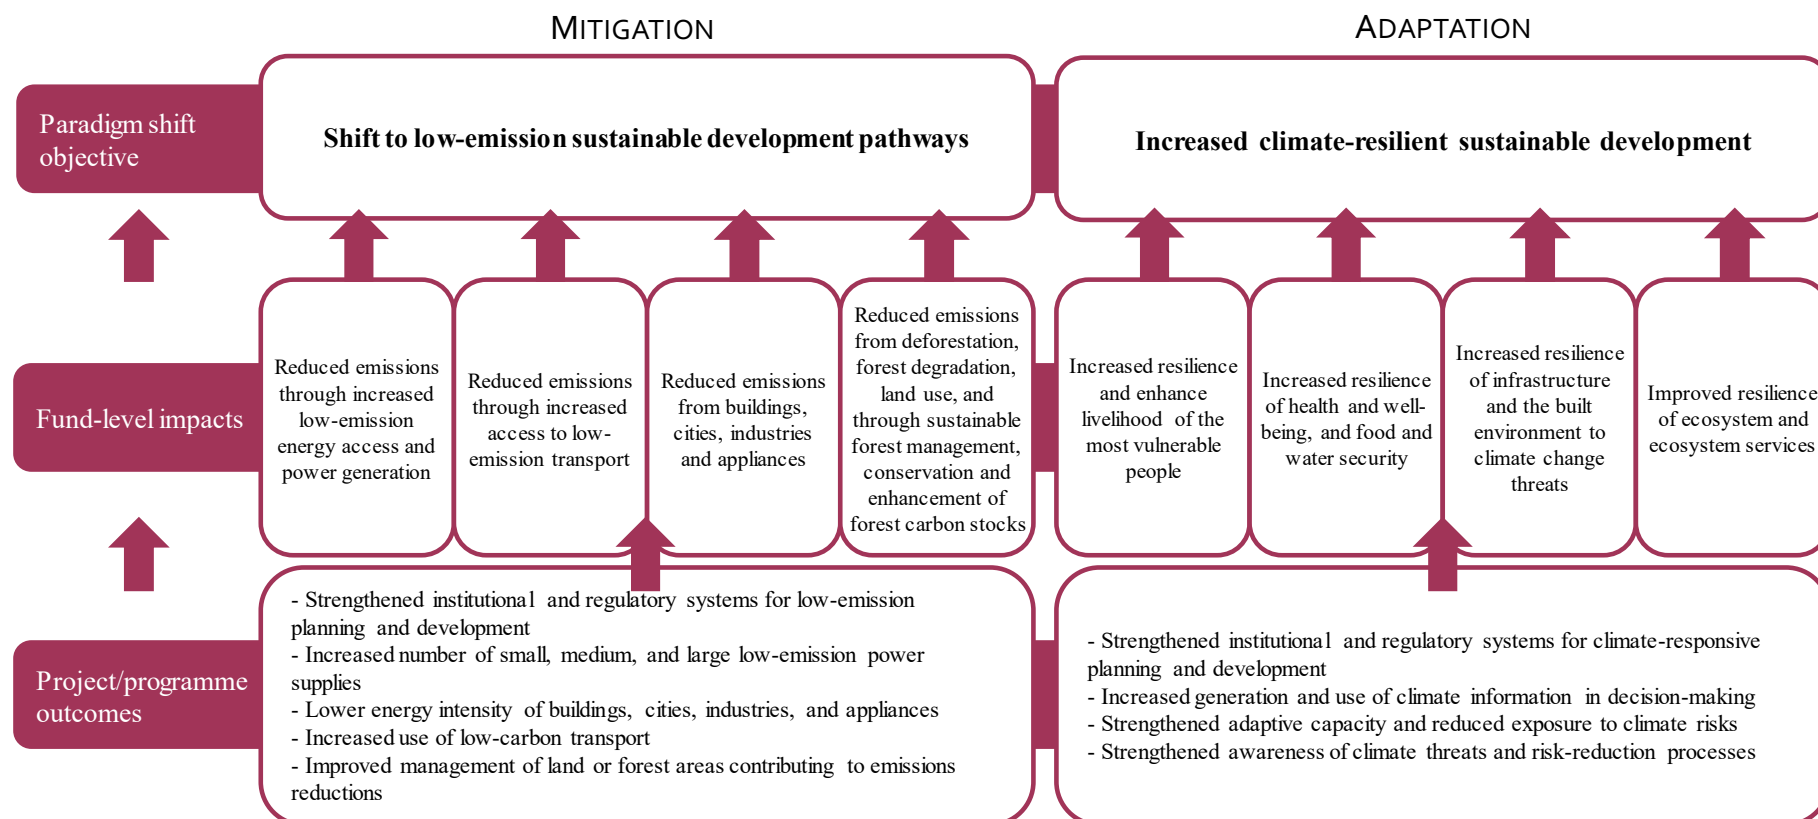 MITIGATION
ADAPTATION
Paradigm shift
objective
Shift to low-emission sustainable development pathways
Increased climate-resilient sustainable development
Fund-level impacts
Reduced emissions
through increased
low-emission
energy access and
power generation
Reduced emissions
through increased
access to low-
emission transport
Reduced emissions
from buildings,
cities, industries
and appliances
Reduced emissions
from deforestation,
forest degradation,
land use, and
through sustainable
forest management,
conservation and
enhancement of
forest carbon stocks
Increased resilience
and enhance
livelihood of the
most vulnerable
people
Increased resilience
of health and well-
being, and food and
water security
Increased resilience
of infrastructure
and the built
environment to
climate change
threats
Improved resilience
of ecosystem and
ecosystem services
Project/programme
outcomes
- Strengthened institutional and regulatory systems for low-emission
planning and development
- Increased number of small, medium, and large low-emission power
supplies
- Lower energy intensity of buildings, cities, industries, and appliances
- Increased use of low-carbon transport
- Improved management of land or forest areas contributing to emissions
reductions
- Strengthened institutional and regulatory systems for climate-responsive
planning and development
- Increased generation and use of climate information in decision-making
- Strengthened adaptive capacity and reduced exposure to climate risks
- Strengthened awareness of climate threats and risk-reduction processes